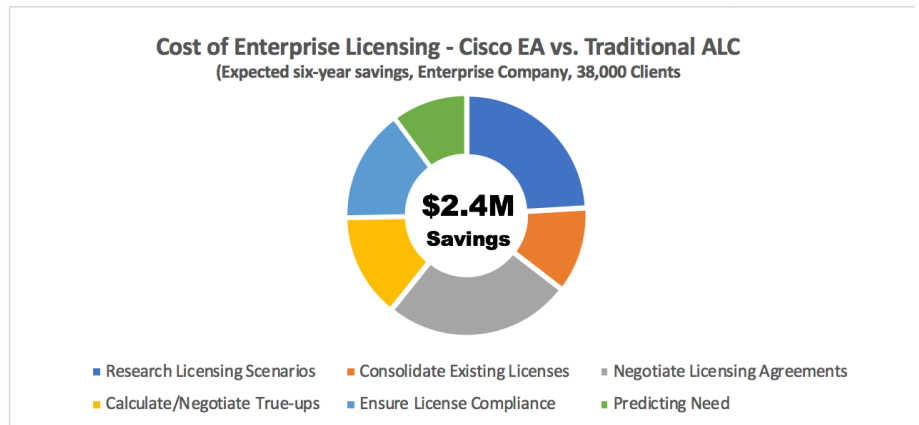 Cost of Enterprise Licensing - Cisco EA vs. Traditional ALC
(Expected six-year savings, Enterprise Company, 38,000 Clients
$2.4M
Savings
Research Licensing Scenarios
Consolidate Existing Licenses
Negotiate Licensing Agreements
Calculate/Negotiate True-ups
Ensure License Compliance
Predicting Need